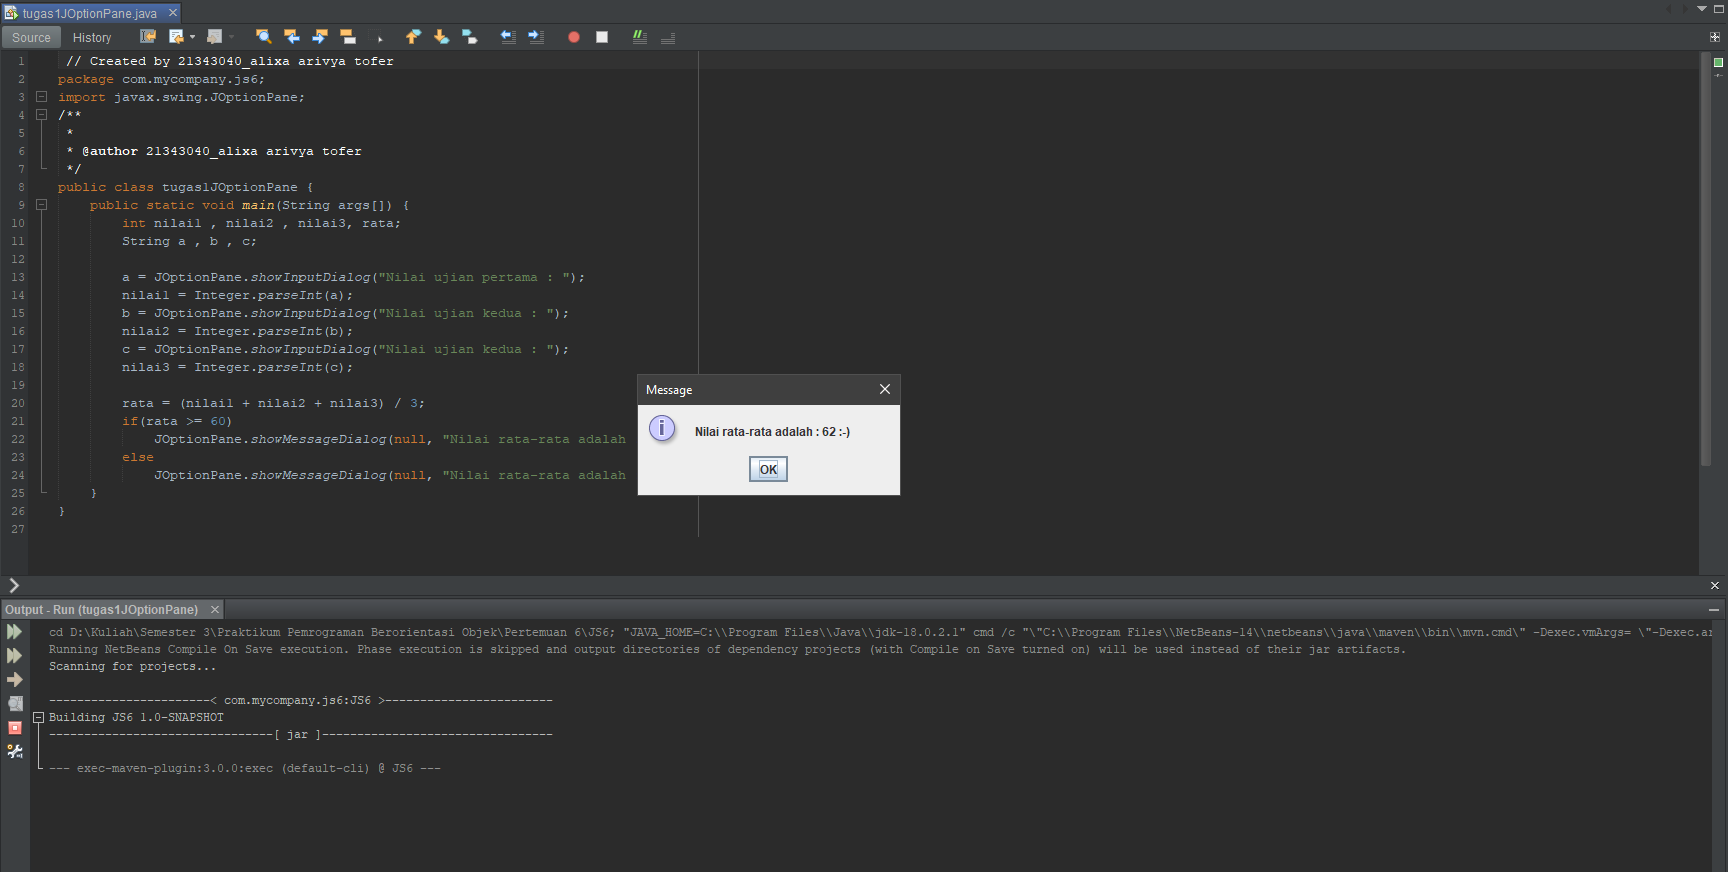 tugas1JOptionPane.java
Source History
1 // Created by 21343040_alixa arivya tofer
2 package com.mycompany.js6;
3 import javax.swing.JOptionPane;
4 /**
5 *
6 * @author 21343040_alixa arivya tofer
7 */
8 public class tugas1JOptionPane {
9 public static void main(String args[]) {
10 int nilai1 , nilai2 , nilai3, rata;
11 String a , b , c;
12
13 a = JOptionPane.showInputDialog("Nilai ujian pertama : ");
14 nilai1 = Integer.parseInt(a);
15 b = JOptionPane.showInputDialog("Nilai ujian kedua : ");
16 nilai2 = Integer.parseInt(b);
17 c = JOptionPane.showInputDialog("Nilai ujian kedua : ");
18 nilai3 = Integer.parseInt(c);
19
20 rata = (nilai1 + nilai2 + nilai3) / 3;
21 if(rata >= 60)
22 JOptionPane.showMessageDialog(null, "Nilai rata-rata adalah
23 else
24 JOptionPane.showMessageDialog(null, "Nilai rata-rata adalah
25 }
26 }
27
Message
Nilai rata-rata adalah : 62 :-)
OK
Output - Run (tugas1JOptionPane)
cd D:\Kuliah\Semester 3\Praktikum Pemrograman Berorientasi Objek\Pertemuan 6\JS6; "JAVA_HOME=C:\\Program Files\\Java\\jdk-18.0.2.1" cmd /c "\"C:\\Program Files\\NetBeans-14\\netbeans\\java\\maven\\bin\\mvn.cmd\" -Dexec.vmArgs= \"-Dexec.ar
Running NetBeans Compile On Save execution. Phase execution is skipped and output directories of dependency projects (with Compile on Save turned on) will be used instead of their jar artifacts.
Scanning for projects...
-----------------------< com.mycompany.js6:JS6 >------------------------
Building JS6 1.0-SNAPSHOT
--------------------------------[ jar ]---------------------------------
--- exec-maven-plugin:3.0.0:exec (default-cli) @ JS6 ---